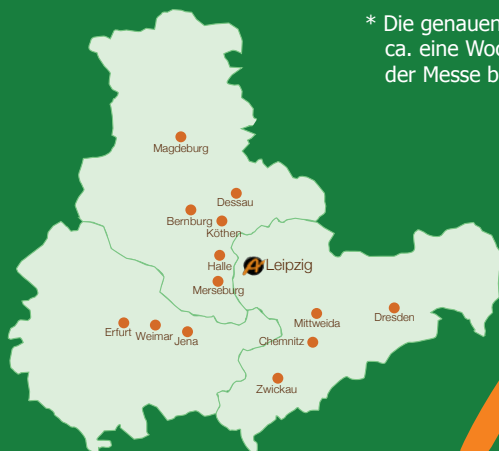 * Die genauen
ca. eine Woc
der Messe b
Magdeburg
Dessau
Bernburg
Köthen
Halle
Leipzig
Merseburg
Erfurt
Weimar
Jena
Mittweida
Dresden
Chemnitz
Zwickau